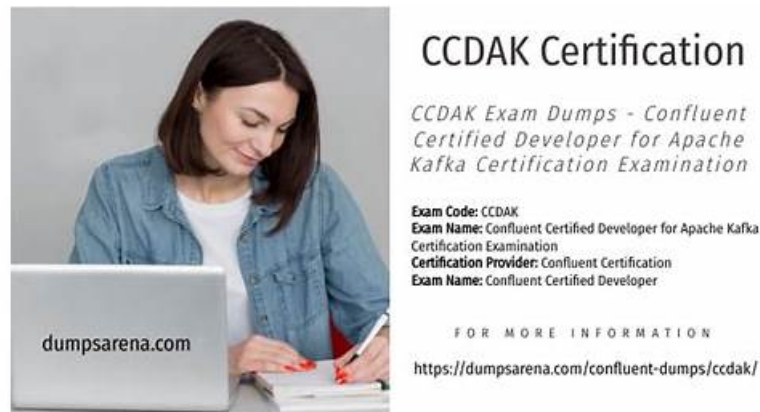 CCDAK Certification
CCDAK Exam Dumps - Confluent
Certified Developer for Apache
Kafka Certification Examination
Exam Code: CCDAK
Exam Name: Confluent Certified Developer for Apache Kafka
Certification Examination
Certification Provider: Confluent Certification
Exam Name: Confluent Certified Developer
FOR MORE INFORMATION
https://dumpsarena.com/confluent-dumps/ccdak/
dumpsarena.com